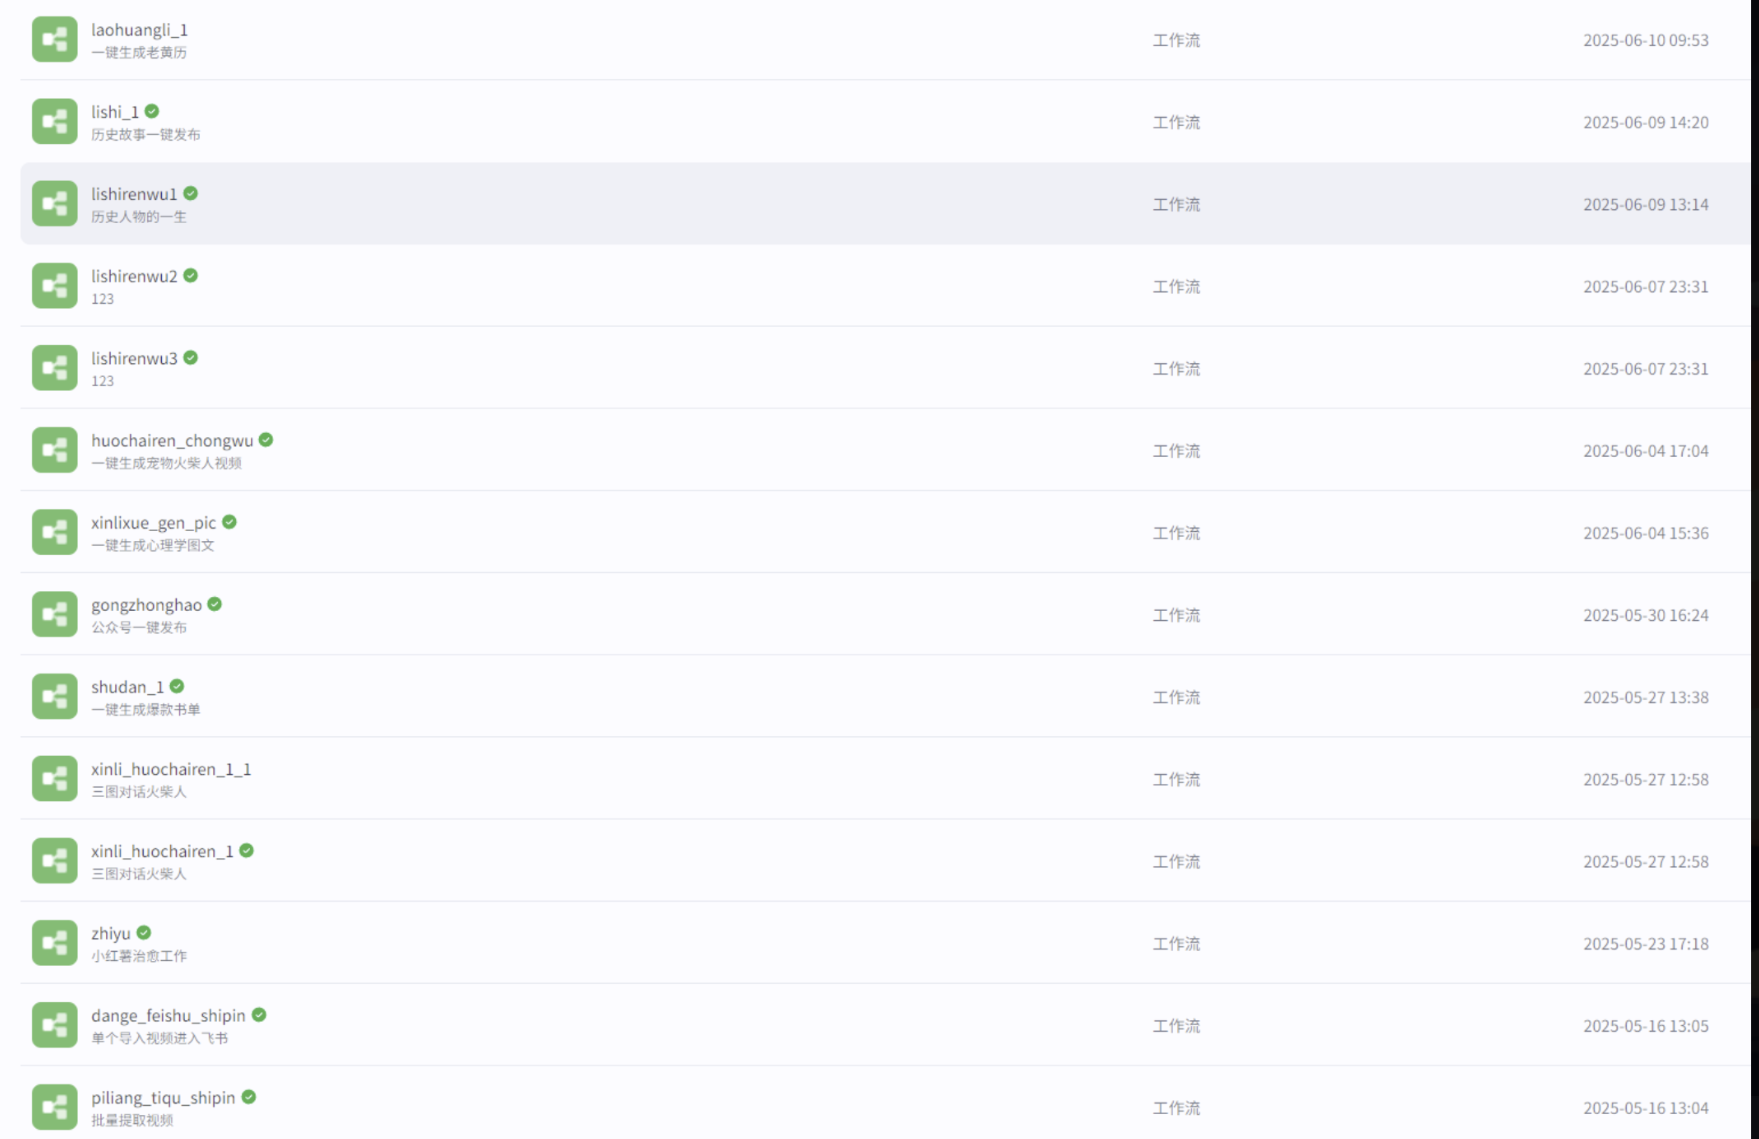 laohuangli_1
一键生成老黄历
工作流
2025-06-10 09:53
lishi_1
历史故事一键发布
工作流
2025-06-09 14:20
lishirenwu1
历史人物的一生
工作流
2025-06-09 13:14
lishirenwu2
123
工作流
2025-06-07 23:31
lishirenwu3
123
工作流
2025-06-07 23:31
huochairen_chongwu
一键生成宠物火柴人视频
工作流
2025-06-04 17:04
xinlixue_gen_pic
一键生成心理学图文
工作流
2025-06-04 15:36
gongzhonghao
公众号一键发布
工作流
2025-05-30 16:24
shudan_1
一键生成爆款书单
工作流
2025-05-27 13:38
xinli_huochairen_1_1
三图对话火柴人
工作流
2025-05-27 12:58
xinli_huochairen_1
三图对话火柴人
工作流
2025-05-27 12:58
zhiyu
小红薯治愈工作
工作流
2025-05-23 17:18
dange_feishu_shipin
单个导入视频进入飞书
工作流
2025-05-16 13:05
piliang_tiqu_shipin
批量提取视频
工作流
2025-05-16 13:04